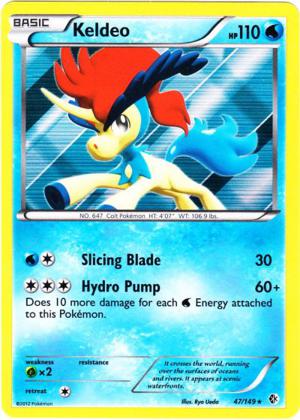 BASIC
Keldeo
HP110
NO. 647 Colt Pokémon HT: 4'07" WT: 106.9 lbs.
Slicing Blade 30
Hydro Pump 60+
Does 10 more damage for each Energy attached
to this Pokémon.
weakness resistance
×2
retreat
It crosses the world, running
over the surfaces of oceans
and rivers. It appears at scenic
waterfronts.
Illus. Ryo Ueda 47/149
©2012 Pokémon